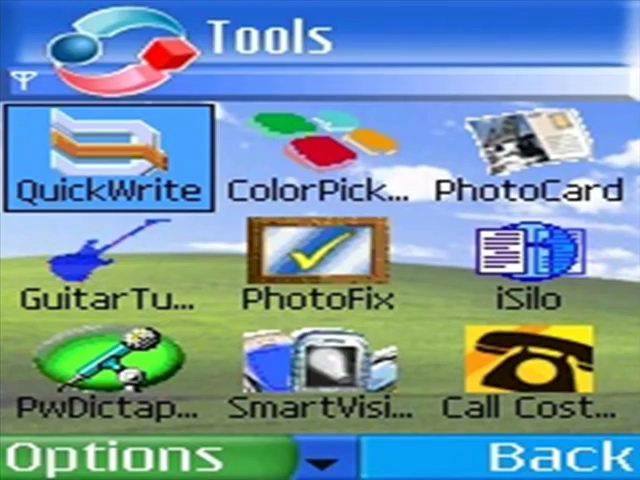 Tools
QuickWrite ColorPick... PhotoCard
GuitarTu... PhotoFix iSilo
PwDictap... SmartVisi... Call Cost...
Options Back